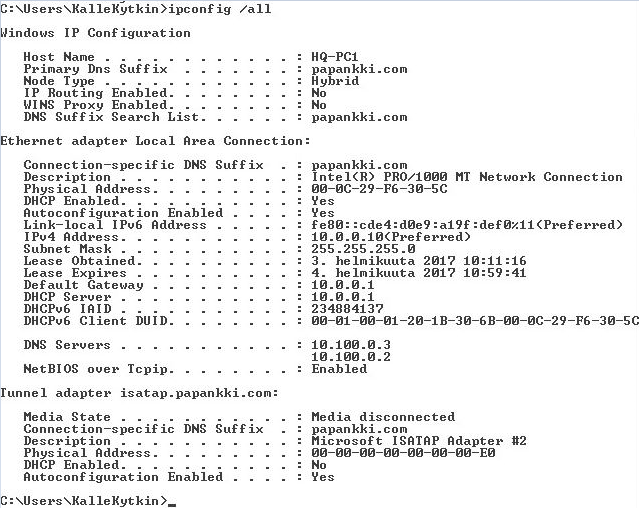 C:\Users\KalleKytkin>ipconfig /all
Windows IP Configuration
Host Name . . . . . . . . . . . . : HQ-PC1
Primary Dns Suffix . . . . . . . : papankki.com
Node Type . . . . . . . . . . . . : Hybrid
IP Routing Enabled. . . . . . . . : No
WINS Proxy Enabled. . . . . . . . : No
DNS Suffix Search List. . . . . . : papankki.com
Ethernet adapter Local Area Connection:
Connection-specific DNS Suffix . : papankki.com
Description . . . . . . . . . . . : Intel(R) PRO/1000 MT Network Connection
Physical Address. . . . . . . . . : 00-0C-29-F6-30-5C
DHCP Enabled. . . . . . . . . . . : Yes
Autoconfiguration Enabled . . . . : Yes
Link-local IPv6 Address . . . . . : fe80::cde4:d0e9:a19f:def0%11(Preferred)
IPv4 Address. . . . . . . . . . . : 10.0.0.10(Preferred)
Subnet Mask . . . . . . . . . . . : 255.255.255.0
Lease Obtained. . . . . . . . . . : 3. helmikuuta 2017 10:11:16
Lease Expires . . . . . . . . . . : 4. helmikuuta 2017 10:59:41
Default Gateway . . . . . . . . . : 10.0.0.1
DHCP Server . . . . . . . . . . . : 10.0.0.1
DHCPv6 IAID . . . . . . . . . . . : 234884137
DHCPv6 Client DUID. . . . . . . . : 00-01-00-01-20-1B-30-6B-00-0C-29-F6-30-5C
DNS Servers . . . . . . . . . . . : 10.100.0.3
10.100.0.2
NetBIOS over Tcpip. . . . . . . . : Enabled
Tunnel adapter isatap.papankki.com:
Media State . . . . . . . . . . . : Media disconnected
Connection-specific DNS Suffix . : papankki.com
Description . . . . . . . . . . . : Microsoft ISATAP Adapter #2
Physical Address. . . . . . . . . : 00-00-00-00-00-00-00-E0
DHCP Enabled. . . . . . . . . . . : No
Autoconfiguration Enabled . . . . : Yes
C:\Users\KalleKytkin>_